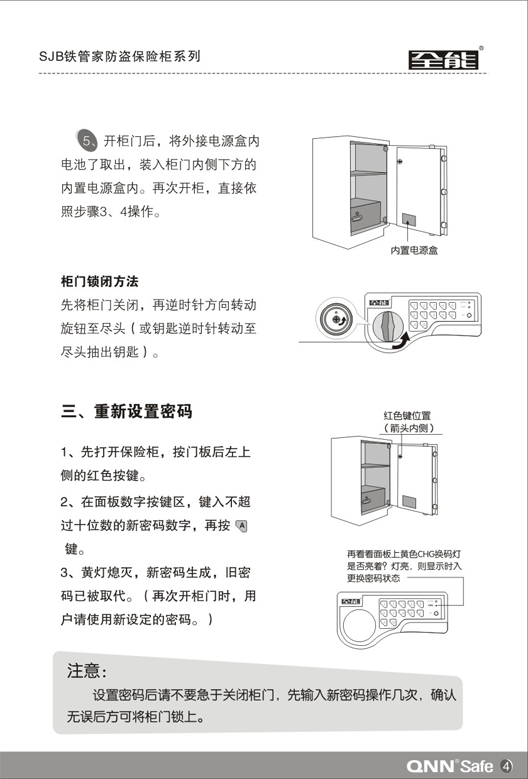 SJB铁管家防盗保险柜系列
全能®
5、开柜门后，将外接电源盒内
电池了取出，装入柜门内侧下方的
内置电源盒内。再次开柜，直接依
照步骤3、4操作。
内置电源盒
柜门锁闭方法
先将柜门关闭，再逆时针方向转动
旋钮至尽头（或钥匙逆时针转动至
尽头抽出钥匙）。
全能
三、重新设置密码
红色键位置
（箭头内侧）
1、先打开保险柜，按门板后左上
侧的红色按键。
2、在面板数字按键区，键入不超
过十位数的新密码数字，再按 A
键。
再看看面板上黄色CHG换码灯
是否亮着？灯亮，则显示时入
更换密码状态
3、黄灯熄灭，新密码生成，旧密
码已被取代。（再次开柜门时，用
户请使用新设定的密码。）
全能
注意：
设置密码后请不要急于关闭柜门，先输入新密码操作几次，确认
无误后方可将柜门锁上。
QNN®Safe 4